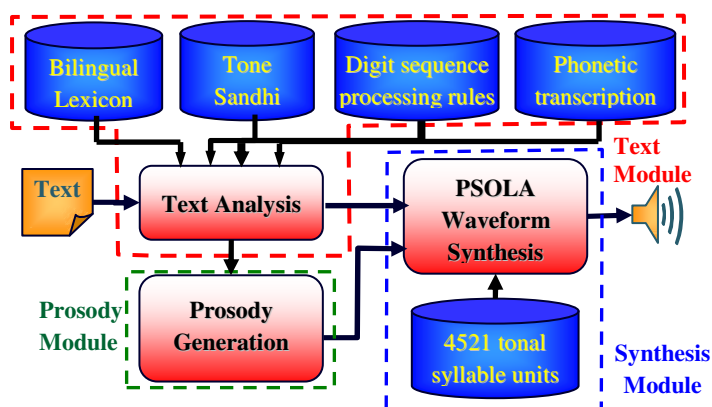 Bilingual
Lexicon
Tone
Sandhi
Digit sequence
processing rules
Phonetic
transcription
Text
Module
Text
Text Analysis
PSOLA
Waveform
Synthesis
Prosody
Module
Prosody
Generation
4521 tonal
syllable units
Synthesis
Module